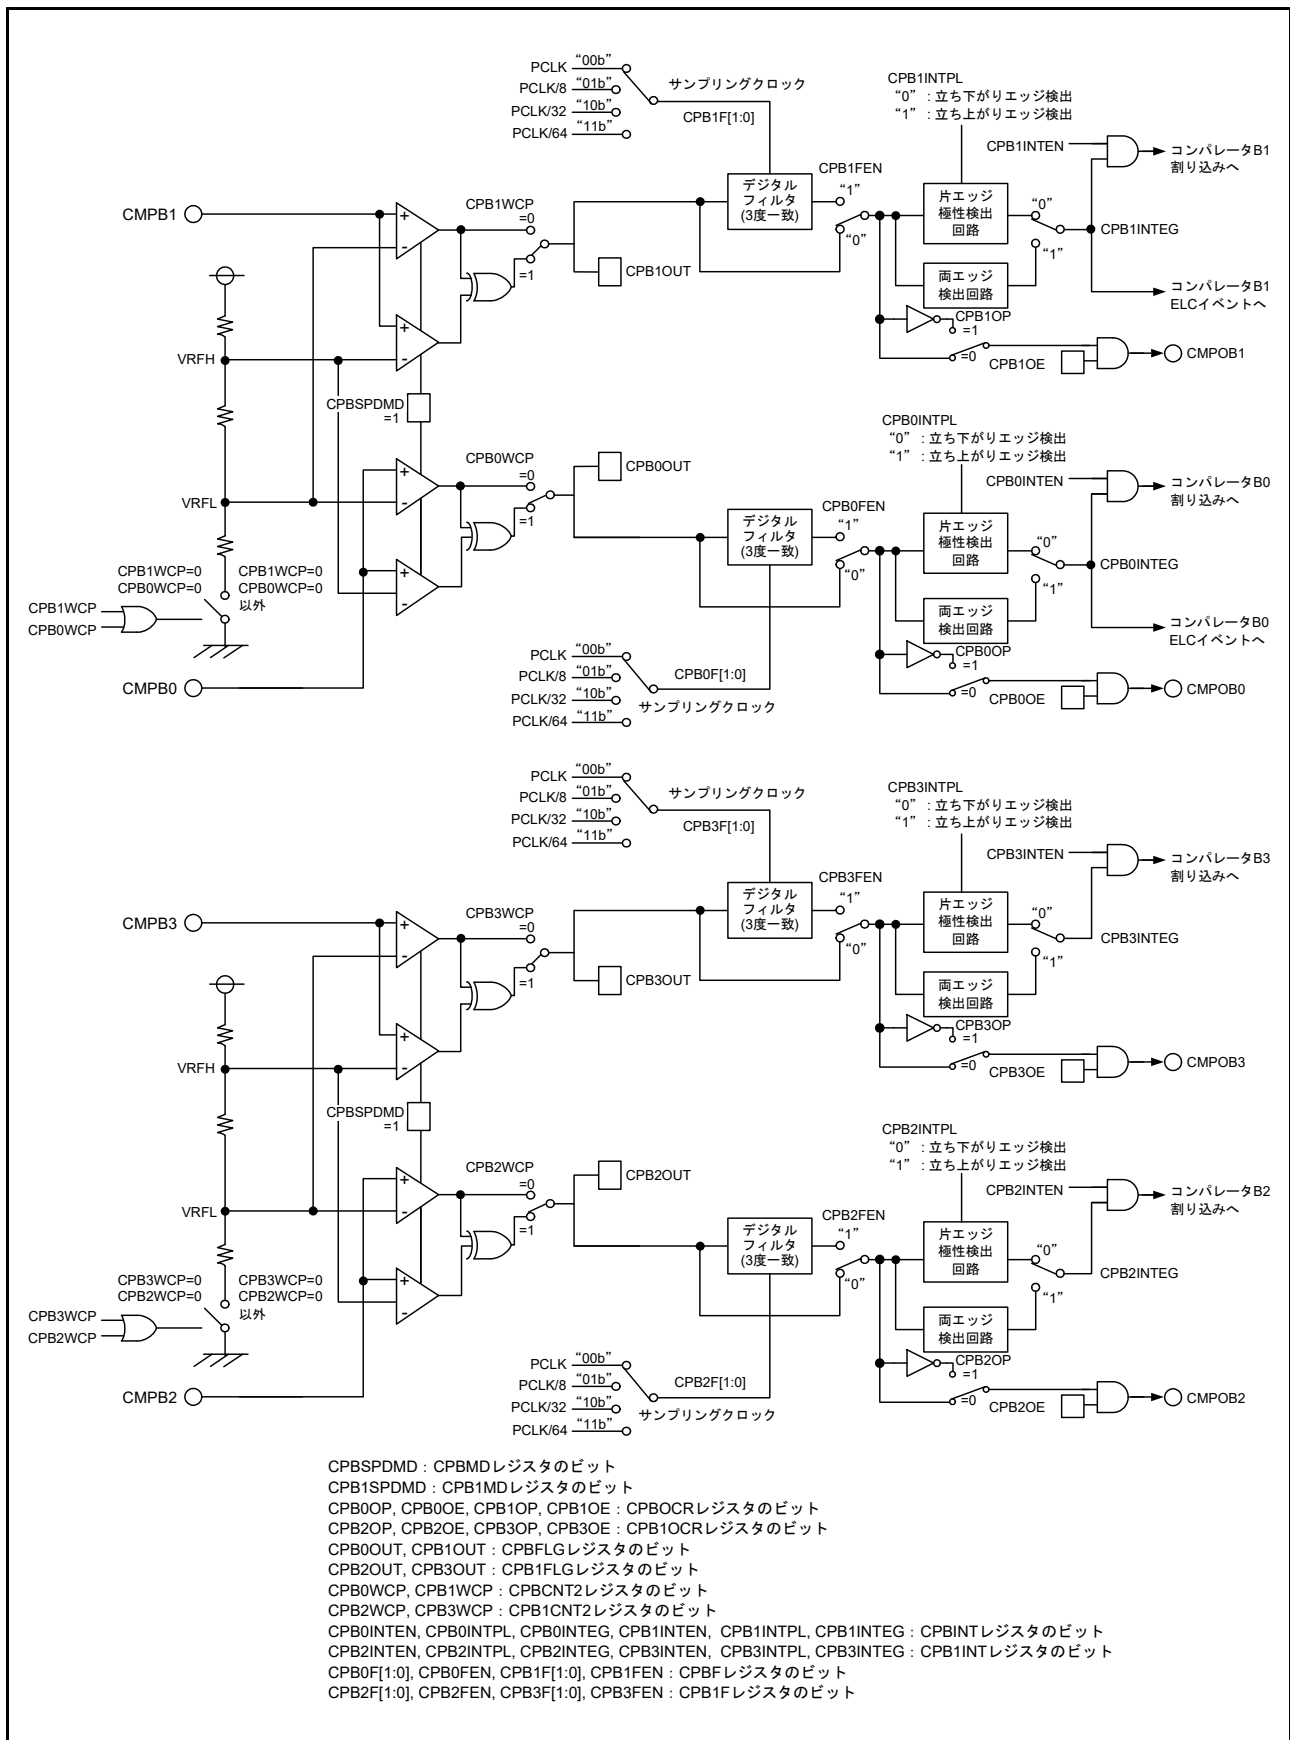 PCLK “00b”
PCLK/8 “01b”
PCLK/32 “10b”
PCLK/64 “11b”
サンプリングクロック
CPB1F[1:0]
CPB1INTPL
“0” : 立ち下がりエッジ検出
“1” : 立ち上がりエッジ検出
CPB1INTEN
コンパレータB1
割り込みへ
CMPB1
+
-
CPB1WCP
=0
=1
CPB1OUT
デジタル
フィルタ
(3度一致)
CPB1FEN
“1”
“0”
片エッジ
極性検出
回路
“0”
“1”
CPB1INTEG
両エッジ
検出回路
コンパレータB1
ELCイベントへ
CPB1OP
=1
=0
CPB1OE
CMPOB1
+
-
VRFH
CPBSPDMD
=1
CPB0INTPL
“0” : 立ち下がりエッジ検出
“1” : 立ち上がりエッジ検出
CPB0INTEN
コンパレータB0
割り込みへ
CPB0WCP
=0
=1
CPB0OUT
+
-
VRFL
デジタル
フィルタ
(3度一致)
CPB0FEN
“1”
“0”
片エッジ
極性検出
回路
“0”
“1”
CPB0INTEG
両エッジ
検出回路
コンパレータB0
ELCイベントへ
+
-
CPB1WCP=0
CPB0WCP=0
CPB1WCP=0
CPB0WCP=0
以外
CPB1WCP
CPB0WCP
CMPB0
PCLK “00b”
PCLK/8 “01b”
PCLK/32 “10b”
PCLK/64 “11b”
CPB0F[1:0]
サンプリングクロック
CPB0OP
=1
=0
CPB0OE
CMPOB0
PCLK “00b”
PCLK/8 “01b”
PCLK/32 “10b”
PCLK/64 “11b”
サンプリングクロック
CPB3F[1:0]
CPB3INTPL
“0” : 立ち下がりエッジ検出
“1” : 立ち上がりエッジ検出
CPB3INTEN
コンパレータB3
割り込みへ
CMPB3
+
-
CPB3WCP
=0
=1
CPB3OUT
デジタル
フィルタ
(3度一致)
CPB3FEN
“1”
“0”
片エッジ
極性検出
回路
“0”
“1”
CPB3INTEG
両エッジ
検出回路
CPB3OP
=1
=0
CPB3OE
CMPOB3
+
-
VRFH
CPBSPDMD
=1
CPB2INTPL
“0” : 立ち下がりエッジ検出
“1” : 立ち上がりエッジ検出
CPB2INTEN
コンパレータB2
割り込みへ
CPB2WCP
=0
=1
CPB2OUT
+
-
VRFL
デジタル
フィルタ
(3度一致)
CPB2FEN
“1”
“0”
片エッジ
極性検出
回路
“0”
“1”
CPB2INTEG
両エッジ
検出回路
+
-
CPB3WCP=0
CPB2WCP=0
CPB3WCP=0
CPB2WCP=0
以外
CPB3WCP
CPB2WCP
CMPB2
PCLK “00b”
PCLK/8 “01b”
PCLK/32 “10b”
PCLK/64 “11b”
CPB2F[1:0]
サンプリングクロック
CPB2OP
=1
=0
CPB2OE
CMPOB2
CPBSPDMD : CPBMDレジスタのビット
CPB1SPDMD : CPB1MDレジスタのビット
CPB0OP, CPB0OE, CPB1OP, CPB1OE : CPBOCRレジスタのビット
CPB2OP, CPB2OE, CPB3OP, CPB3OE : CPB1OCRレジスタのビット
CPB0OUT, CPB1OUT : CPBFLGレジスタのビット
CPB2OUT, CPB3OUT : CPB1FLGレジスタのビット
CPB0WCP, CPB1WCP : CPBCNT2レジスタのビット
CPB2WCP, CPB3WCP : CPB1CNT2レジスタのビット
CPB0INTEN, CPB0INTPL, CPB0INTEG, CPB1INTEN, CPB1INTPL, CPB1INTEG : CPBINTレジスタのビット
CPB2INTEN, CPB2INTPL, CPB2INTEG, CPB3INTEN, CPB3INTPL, CPB3INTEG : CPB1INTレジスタのビット
CPB0F[1:0], CPB0FEN, CPB1F[1:0], CPB1FEN : CPBFレジスタのビット
CPB2F[1:0], CPB2FEN, CPB3F[1:0], CPB3FEN : CPB1Fレジスタのビット